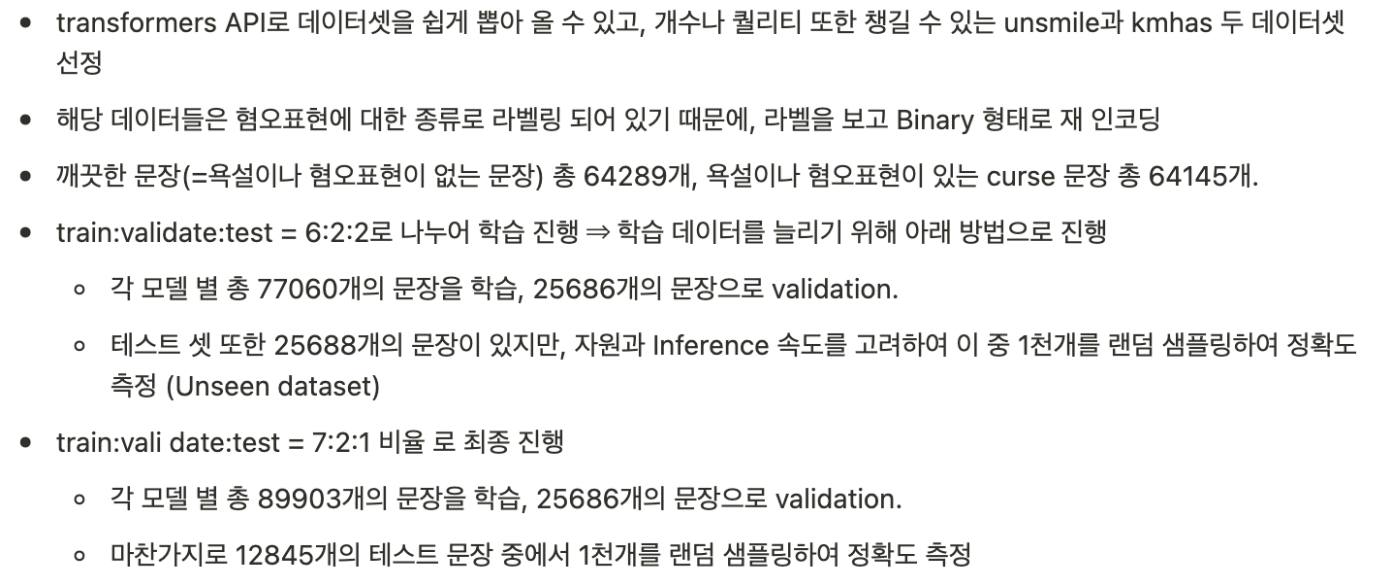 • transformers API로 데이터셋을 쉽게 뽑아 올 수 있고, 개수나 퀄리티 또한 챙길 수 있는 unsmile과 kmhas 두 데이터셋
선정
• 해당 데이터들은 혐오표현에 대한 종류로 라벨링 되어 있기 때문에, 라벨을 보고 Binary 형태로 재 인코딩
• 깨끗한 문장(=욕설이나 혐오표현이 없는 문장) 총 64289개, 욕설이나 혐오표현이 있는 curse 문장 총 64145개.
• train:validate:test = 6:2:2로 나누어 학습 진행 ⇒ 학습 데이터를 늘리기 위해 아래 방법으로 진행
◦ 각 모델 별 총 77060개의 문장을 학습, 25686개의 문장으로 validation.
◦ 테스트 셋 또한 25688개의 문장이 있지만, 자원과 Inference 속도를 고려하여 이 중 1천개를 랜덤 샘플링하여 정확도
측정 (Unseen dataset)
• train:vali date:test = 7:2:1 비율 로 최종 진행
◦ 각 모델 별 총 89903개의 문장을 학습, 25686개의 문장으로 validation.
◦ 마찬가지로 12845개의 테스트 문장 중에서 1천개를 랜덤 샘플링하여 정확도 측정